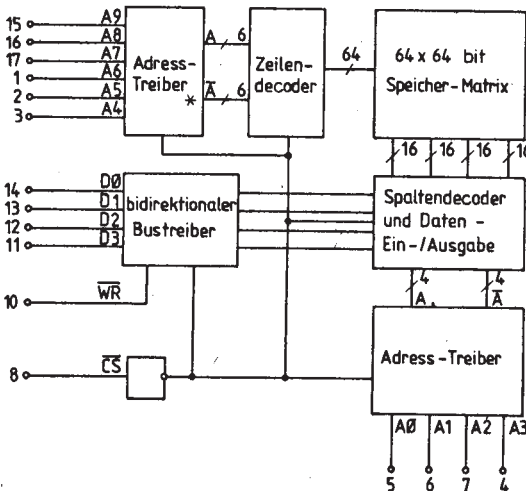 15 A9
16 A8
17 A7
1 A6
2 A5
3 A4
Adress-
Treiber
*
A 6
A̅ 6
Zeilen-
decoder
64
64 x 64 bit
Speicher-Matrix
16 16 16 16
14 D0
13 D1
12 D2
11 D3
bidirektionaler
Bustreiber
Spaltendecoder
und Daten -
Ein-/Ausgabe
10 W̅R̅
4 4
A A̅
8 C̅S̅
Adress-Treiber
A0 A1 A2 A3
5 6 7 4